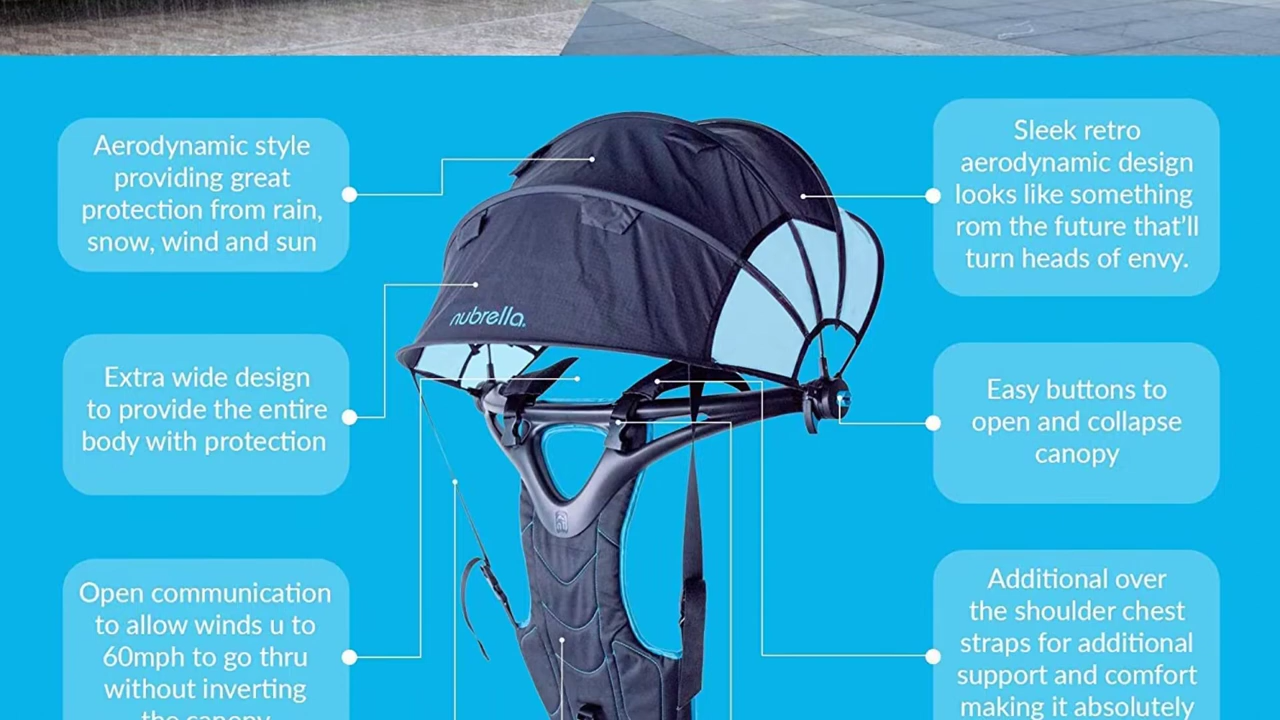 Aerodynamic style
providing great
protection from rain,
snow, wind and sun
Extra wide design
to provide the entire
body with protection
Open communication
to allow winds u to
60mph to go thru
without inverting
the canopy
nubrella.
Sleek retro
aerodynamic design
looks like something
rom the future that'll
turn heads of envy.
Easy buttons to
open and collapse
canopy
Additional over
the shoulder chest
straps for additional
support and comfort
making it absolutely